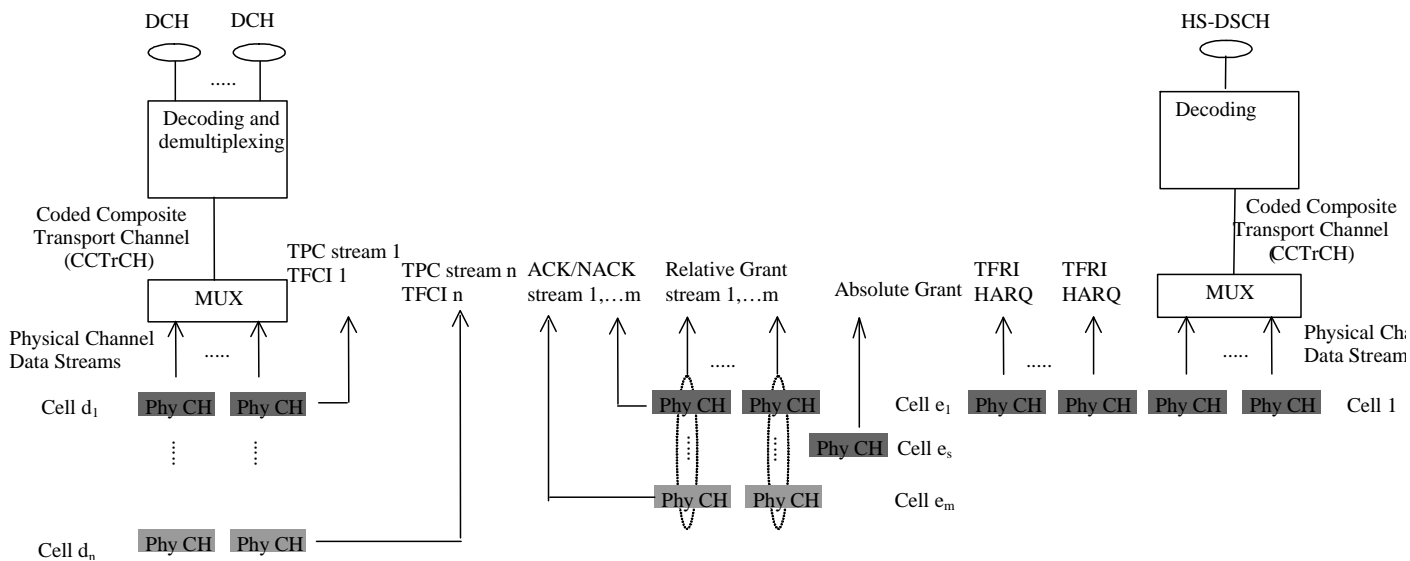 DCH DCH HS-DSCH
.....
Decoding and
demultiplexing
Decoding
Coded Composite
Transport Channel
(CCTrCH)
Coded Composite
Transport Channel
(CCTrCH)
TPC stream 1
TFCI 1
TPC stream n
TFCI n
ACK/NACK
stream 1,…m
Relative Grant
stream 1,…m
Absolute Grant
TFRI
HARQ
TFRI
HARQ
MUX
MUX
Physical Channel
Data Streams
.....
.....
.....
.....
Physical Cha
Data Stream
Cell d1 Phy CH Phy CH
Phy CH Phy CH Cell e1
Phy CH Phy CH Phy CH Phy CH Cell 1
Phy CH Cell es
Phy CH Phy CH Cell em
Cell dn Phy CH Phy CH